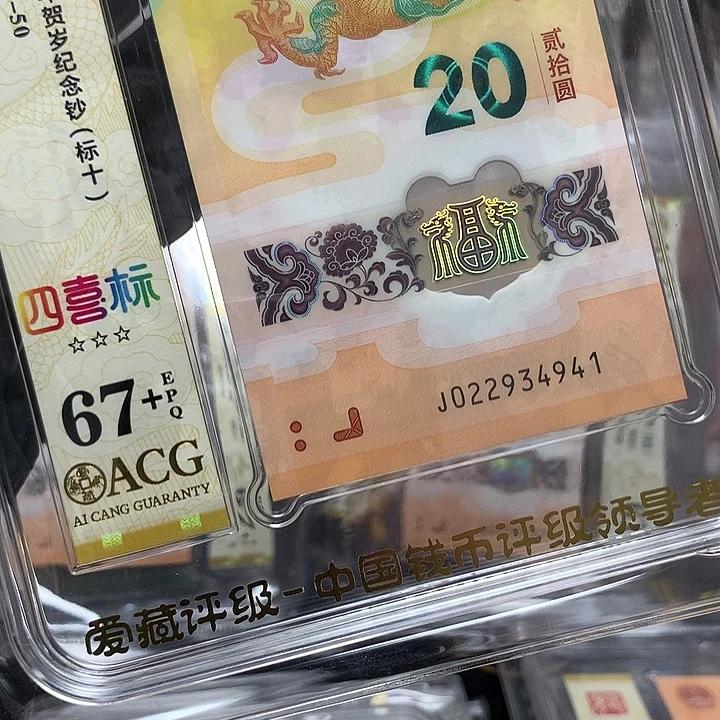 -50
贺岁纪念钞(标十)
四喜标
☆☆☆
67+EPQ
ACG
AI CANG GUARANTY
20
贰拾圆
J022934941
爱藏评级-中国钱币评级领导者